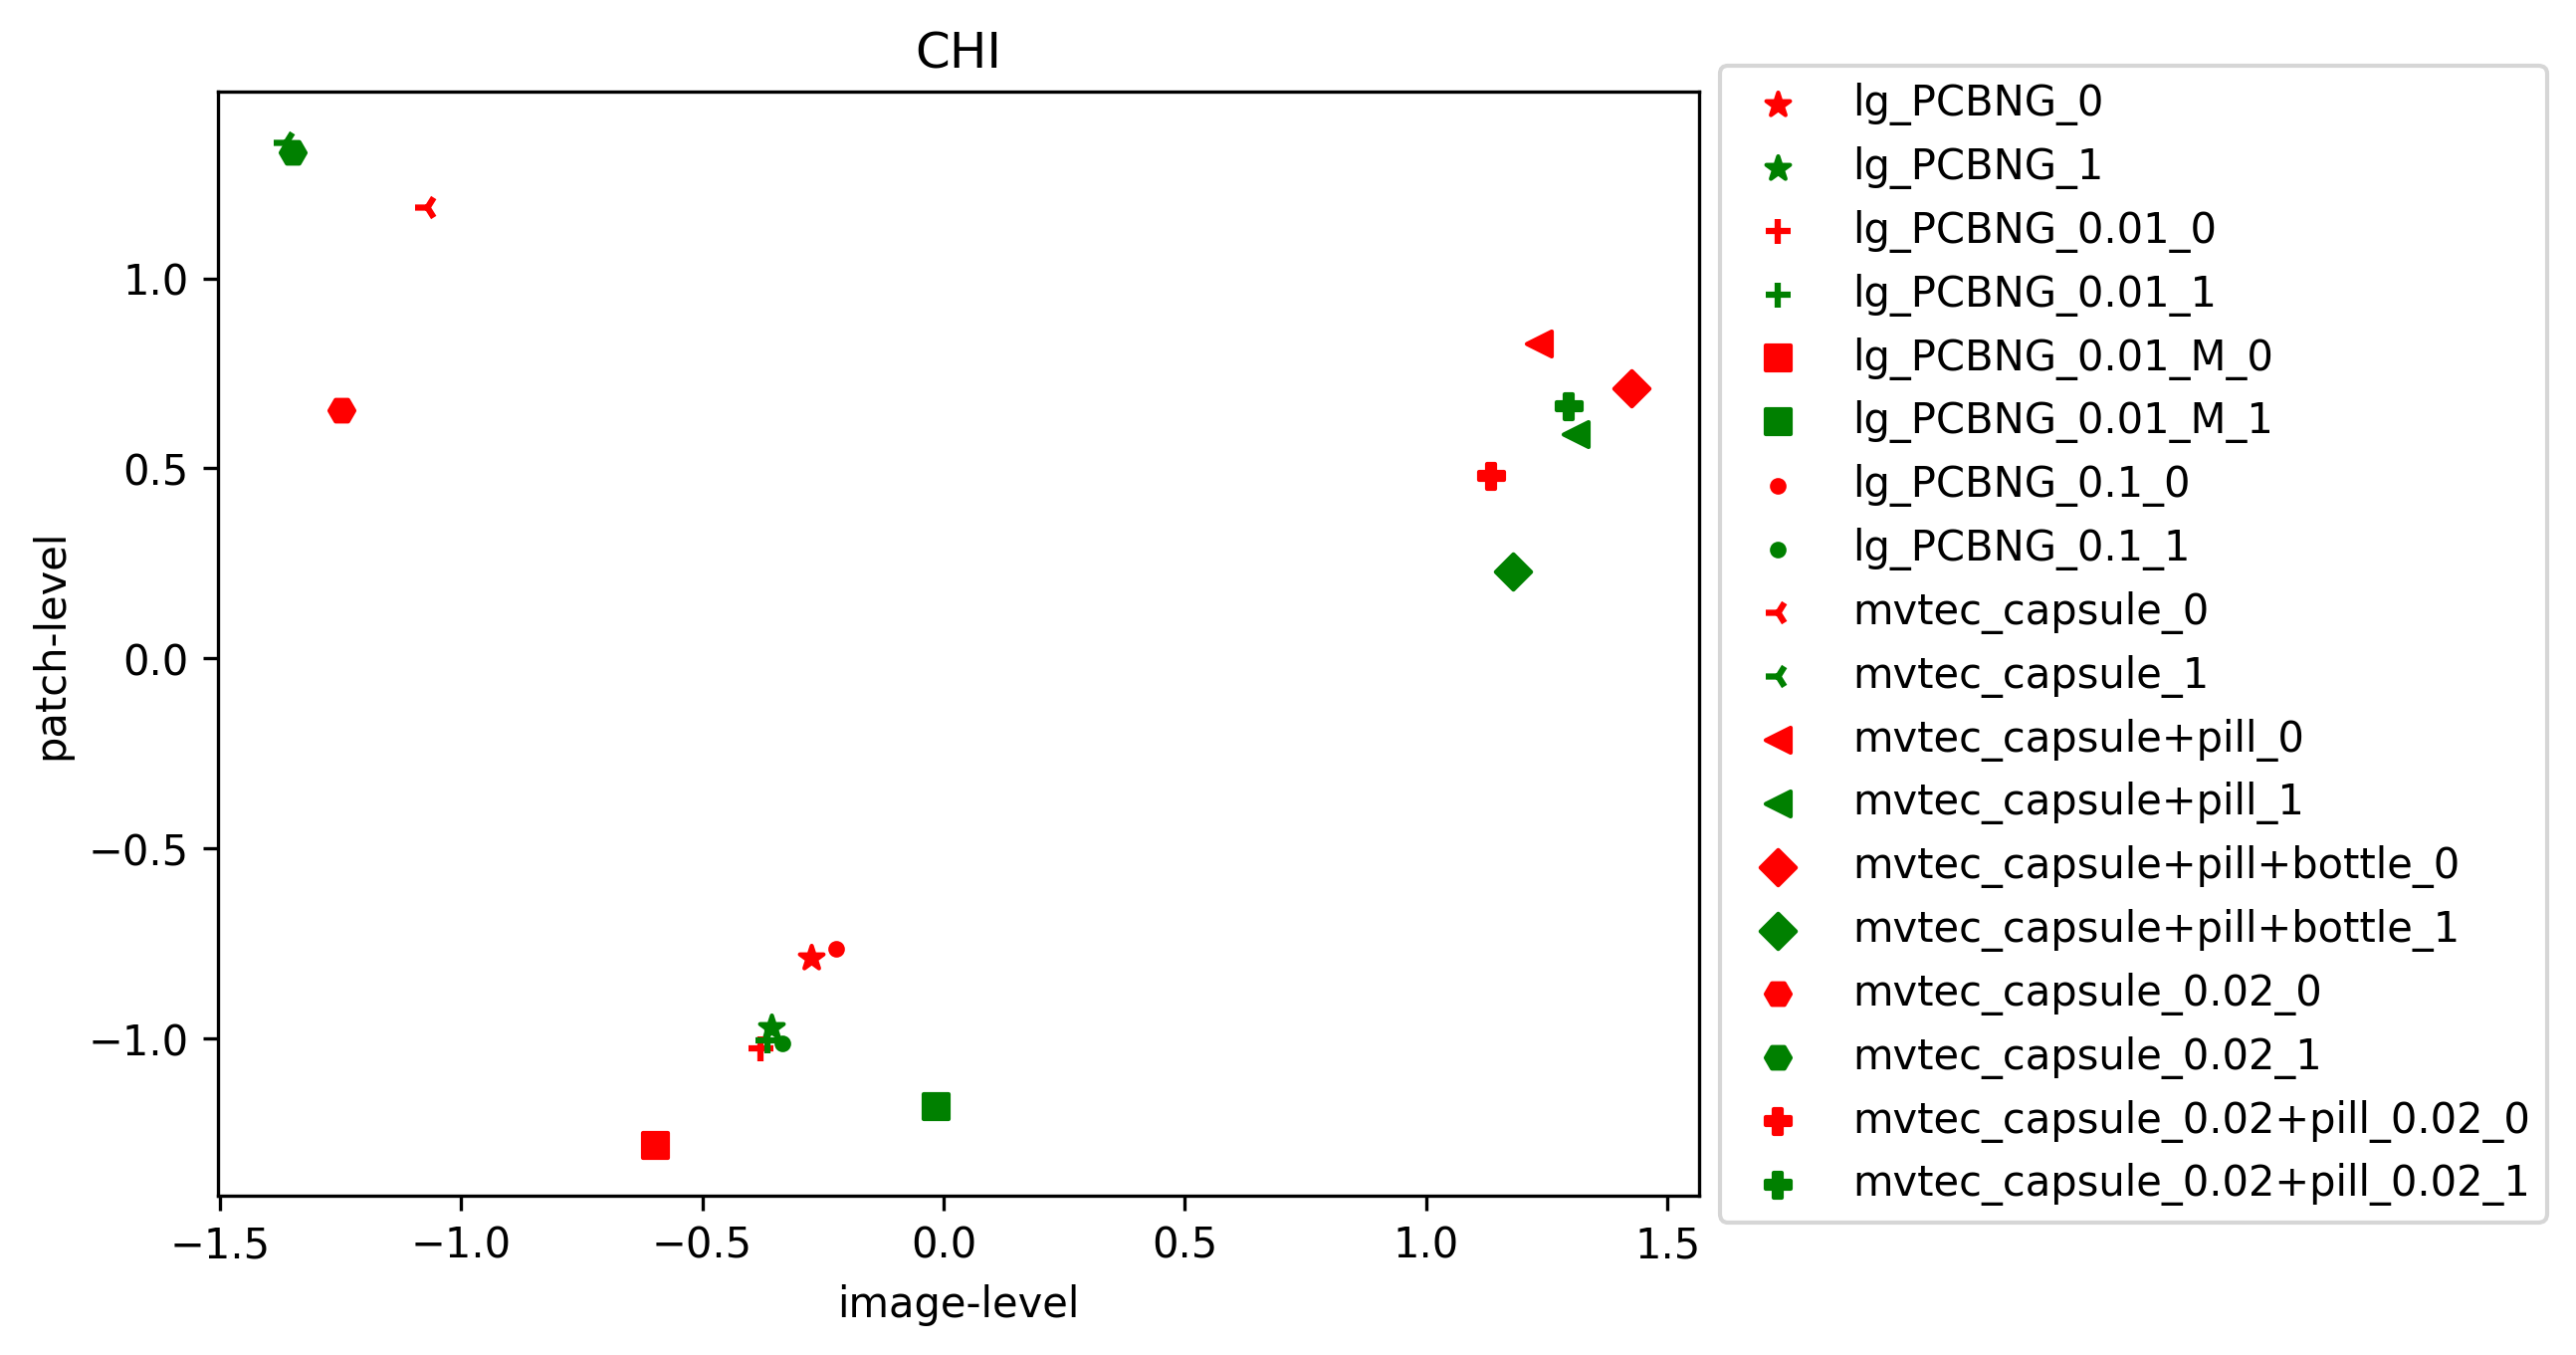 CHI
patch-level
1.0
0.5
0.0
−0.5
−1.0
−1.5
−1.0
−0.5
0.0
0.5
1.0
1.5
image-level
lg_PCBNG_0
lg_PCBNG_1
lg_PCBNG_0.01_0
lg_PCBNG_0.01_1
lg_PCBNG_0.01_M_0
lg_PCBNG_0.01_M_1
lg_PCBNG_0.1_0
lg_PCBNG_0.1_1
mvtec_capsule_0
mvtec_capsule_1
mvtec_capsule+pill_0
mvtec_capsule+pill_1
mvtec_capsule+pill+bottle_0
mvtec_capsule+pill+bottle_1
mvtec_capsule_0.02_0
mvtec_capsule_0.02_1
mvtec_capsule_0.02+pill_0.02_0
mvtec_capsule_0.02+pill_0.02_1